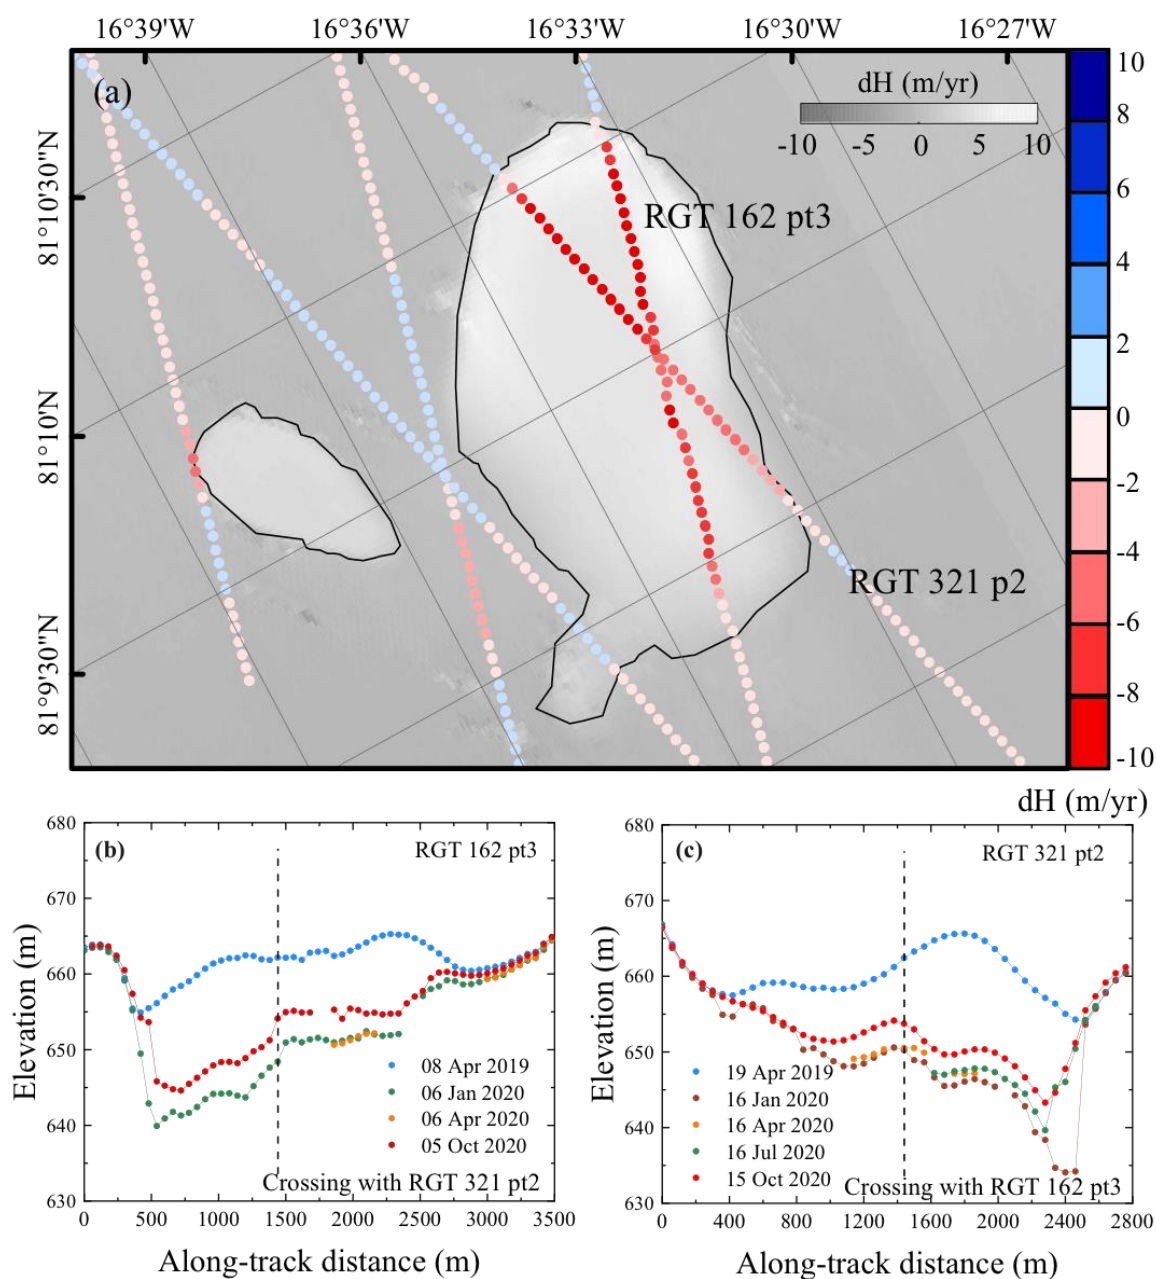 16°39'W 16°36'W 16°33'W 16°30'W 16°27'W
(a)
dH (m/yr)
-10 -5 0 5 10
81°10'30"N
81°10'N
81°9'30"N
RGT 162 pt3
RGT 321 p2
10
8
6
4
2
0
-2
-4
-6
-8
-10
dH (m/yr)
(b)
RGT 162 pt3
Elevation (m)
680
670
660
650
640
630
08 Apr 2019
06 Jan 2020
06 Apr 2020
05 Oct 2020
Crossing with RGT 321 pt2
0 500 1000 1500 2000 2500 3000 3500
Along-track distance (m)
(c)
RGT 321 pt2
Elevation (m)
680
670
660
650
640
630
19 Apr 2019
16 Jan 2020
16 Apr 2020
16 Jul 2020
15 Oct 2020
Crossing with RGT 162 pt3
0 400 800 1200 1600 2000 2400 2800
Along-track distance (m)